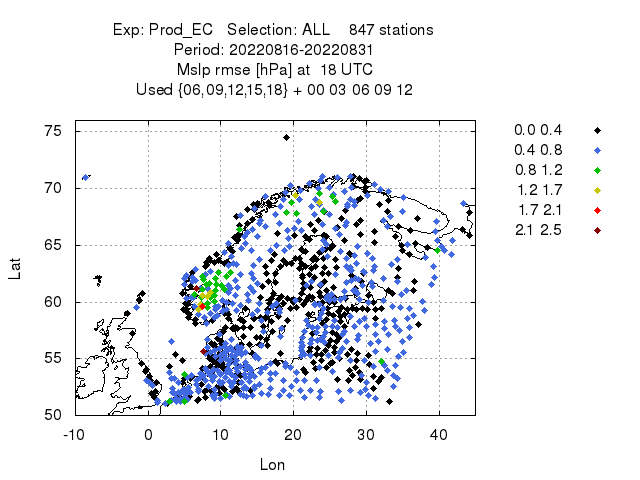 Exp: Prod_EC   Selection: ALL    847 stations
Period: 20220816-20220831
Mslp rmse [hPa] at  18 UTC
Used {06,09,12,15,18} + 00 03 06 09 12
75
70
65
60
55
50
Lat
-10 0 10 20 30 40
Lon
0.0 0.4
0.4 0.8
0.8 1.2
1.2 1.7
1.7 2.1
2.1 2.5